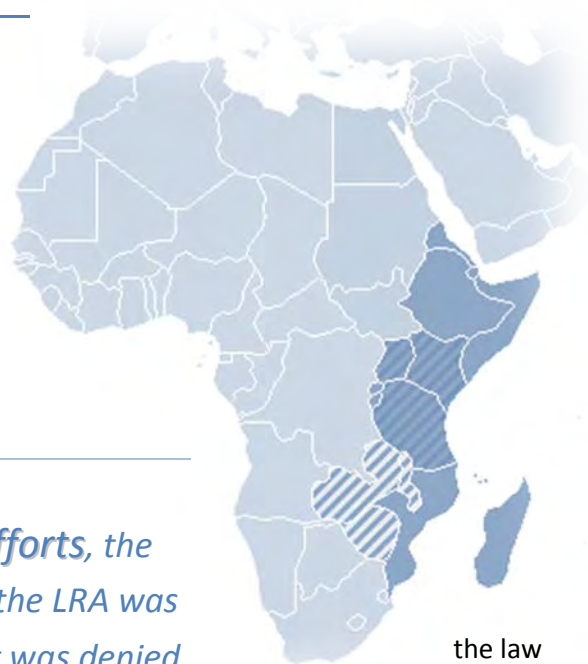 fforts, the
the LRA was
was denied
the law